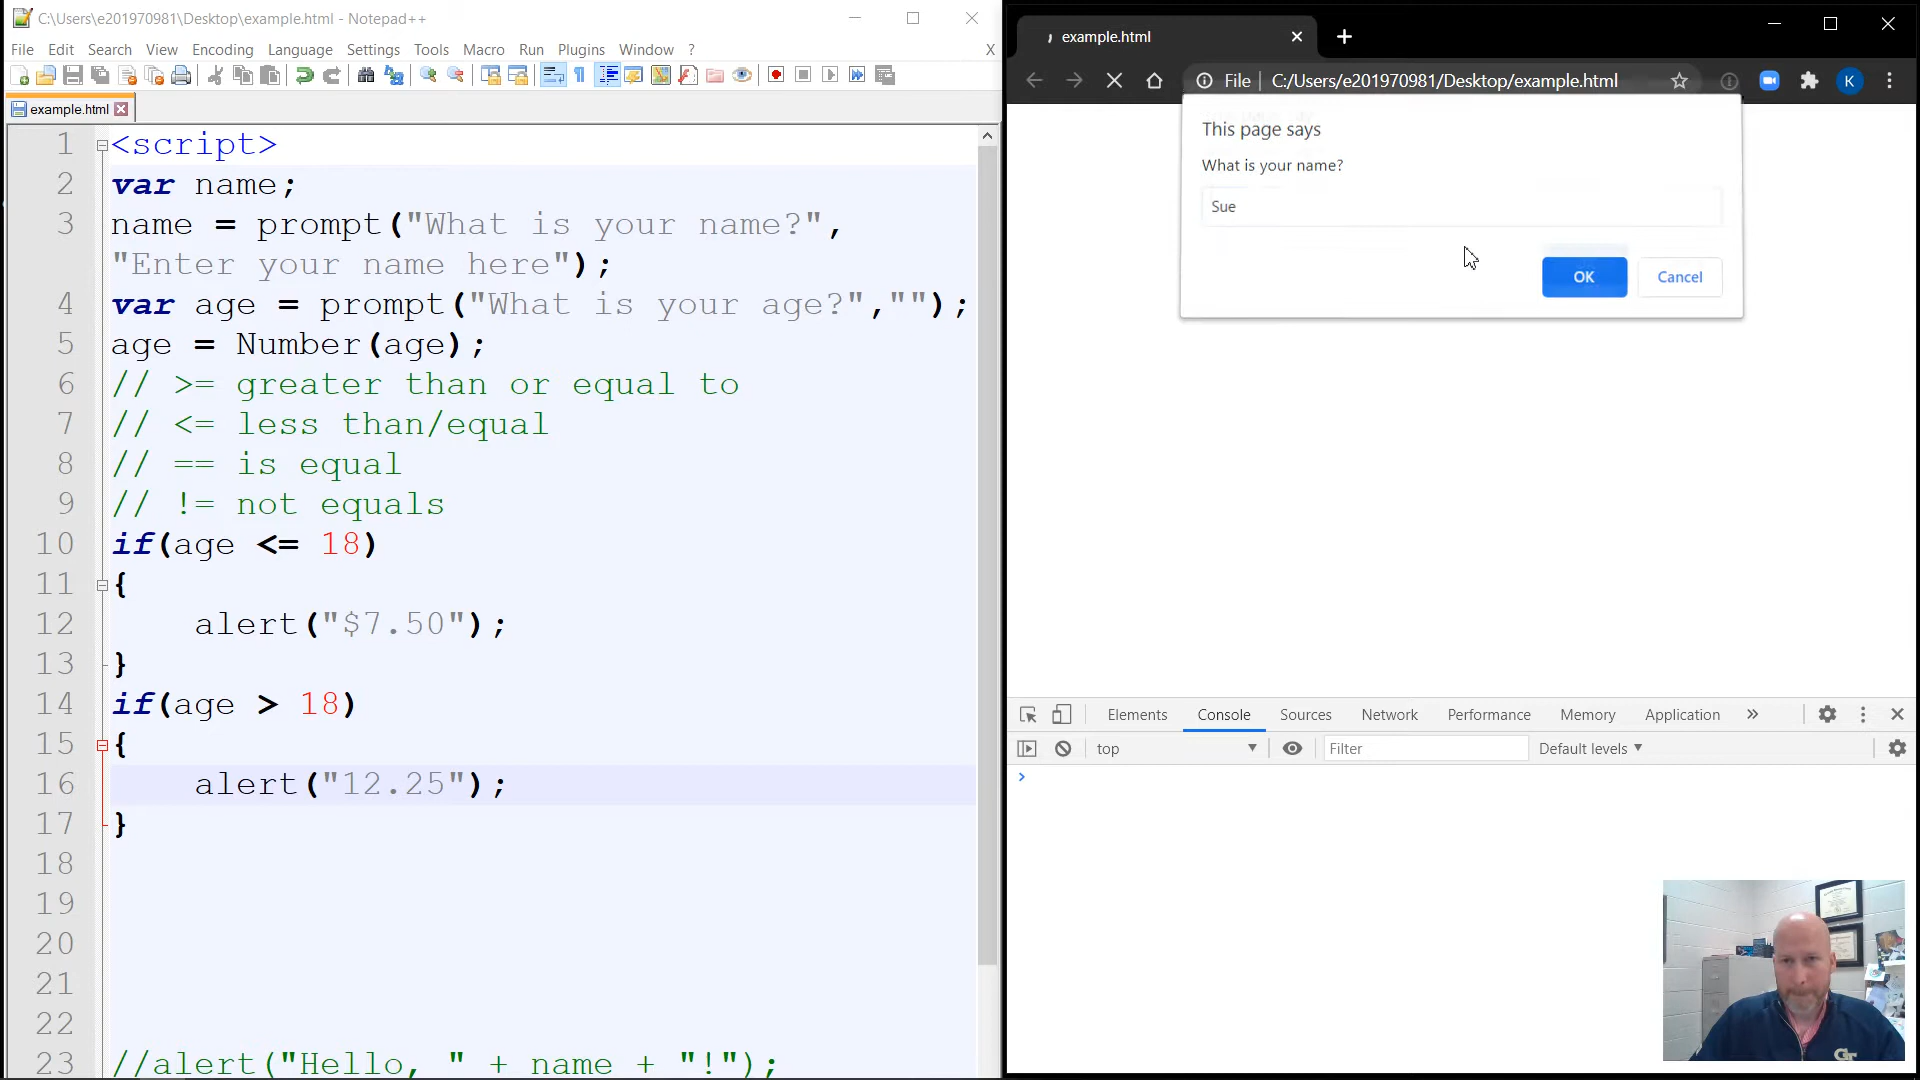 C:\Users\e201970981\Desktop\example.html - Notepad++
File Edit Search View Encoding Language Settings Tools Macro Run Plugins Window ? X
example.html
1 <script>
2 var name;
3 name = prompt("What is your name?",
"Enter your name here");
4 var age = prompt("What is your age?","");
5 age = Number(age);
6 // >= greater than or equal to
7 // <= less than/equal
8 // == is equal
9 // != not equals
10 if(age <= 18)
11 {
12 alert("$7.50");
13 }
14 if(age > 18)
15 {
16 alert("12.25");
17 }
18
19
20
21
22
23 //alert("Hello, " + name + "!");
example.html
File | C:/Users/e201970981/Desktop/example.html K
This page says
What is your name?
Sue
OK Cancel
Elements Console Sources Network Performance Memory Application »
top Filter Default levels
>
GT